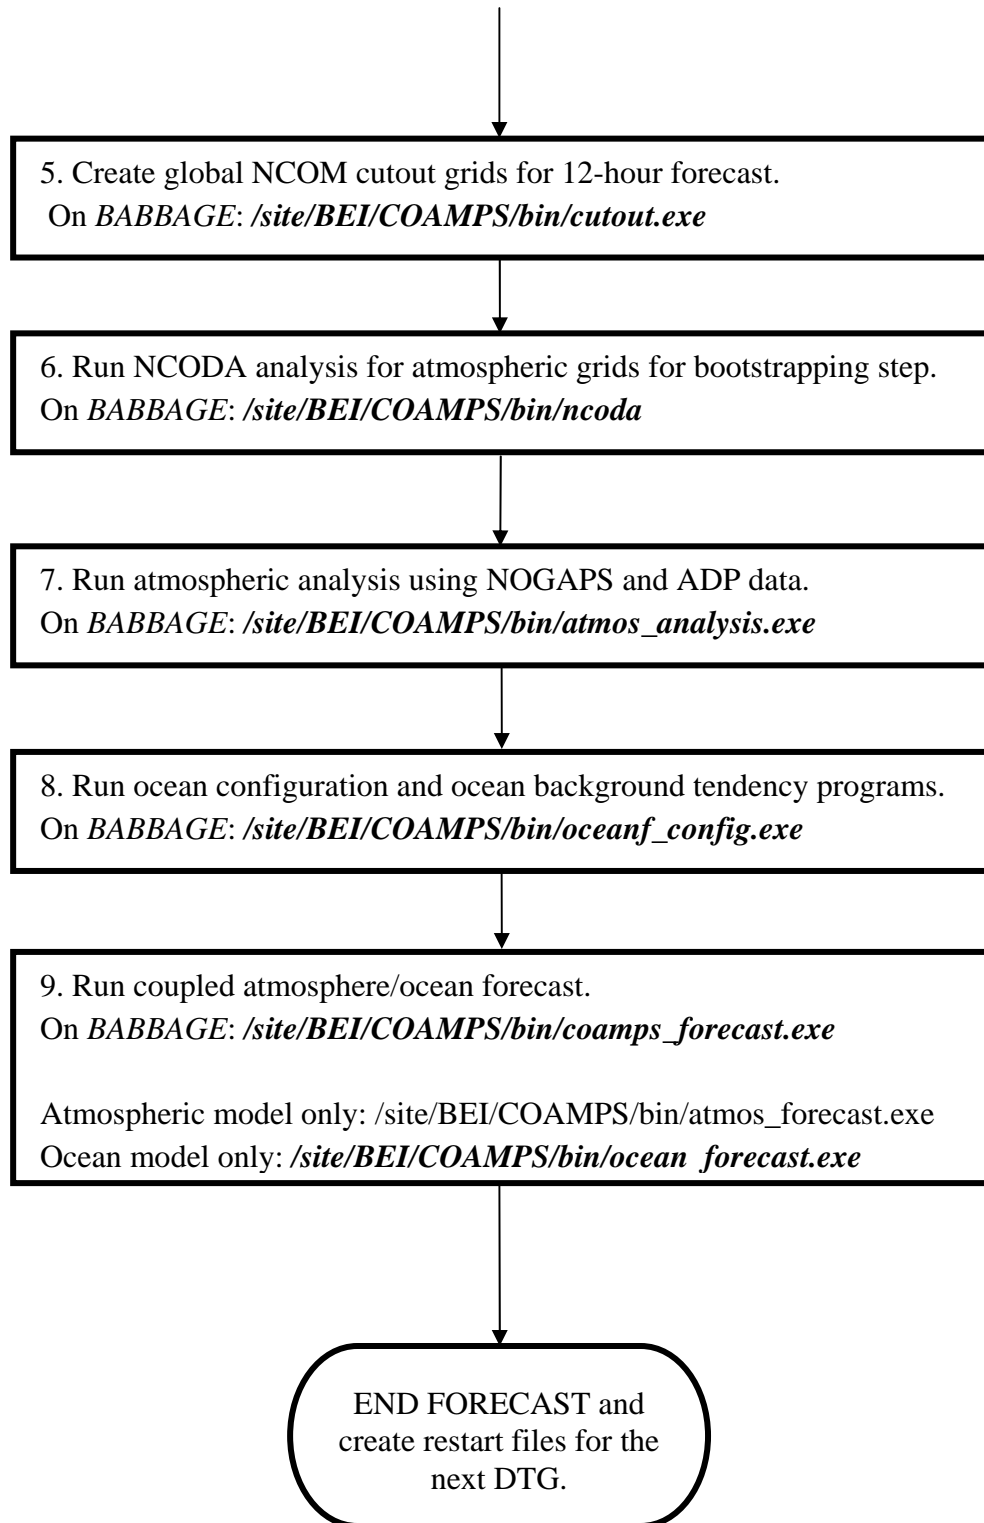 5. Create global NCOM cutout grids for 12-hour forecast.
On BABBAGE: /site/BEI/COAMPS/bin/cutout.exe
6. Run NCODA analysis for atmospheric grids for bootstrapping step.
On BABBAGE: /site/BEI/COAMPS/bin/ncoda
7. Run atmospheric analysis using NOGAPS and ADP data.
On BABBAGE: /site/BEI/COAMPS/bin/atmos_analysis.exe
8. Run ocean configuration and ocean background tendency programs.
On BABBAGE: /site/BEI/COAMPS/bin/oceanf_config.exe
9. Run coupled atmosphere/ocean forecast.
On BABBAGE: /site/BEI/COAMPS/bin/coamps_forecast.exe
Atmospheric model only: /site/BEI/COAMPS/bin/atmos_forecast.exe
Ocean model only: /site/BEI/COAMPS/bin/ocean_forecast.exe
END FORECAST and
create restart files for the
next DTG.